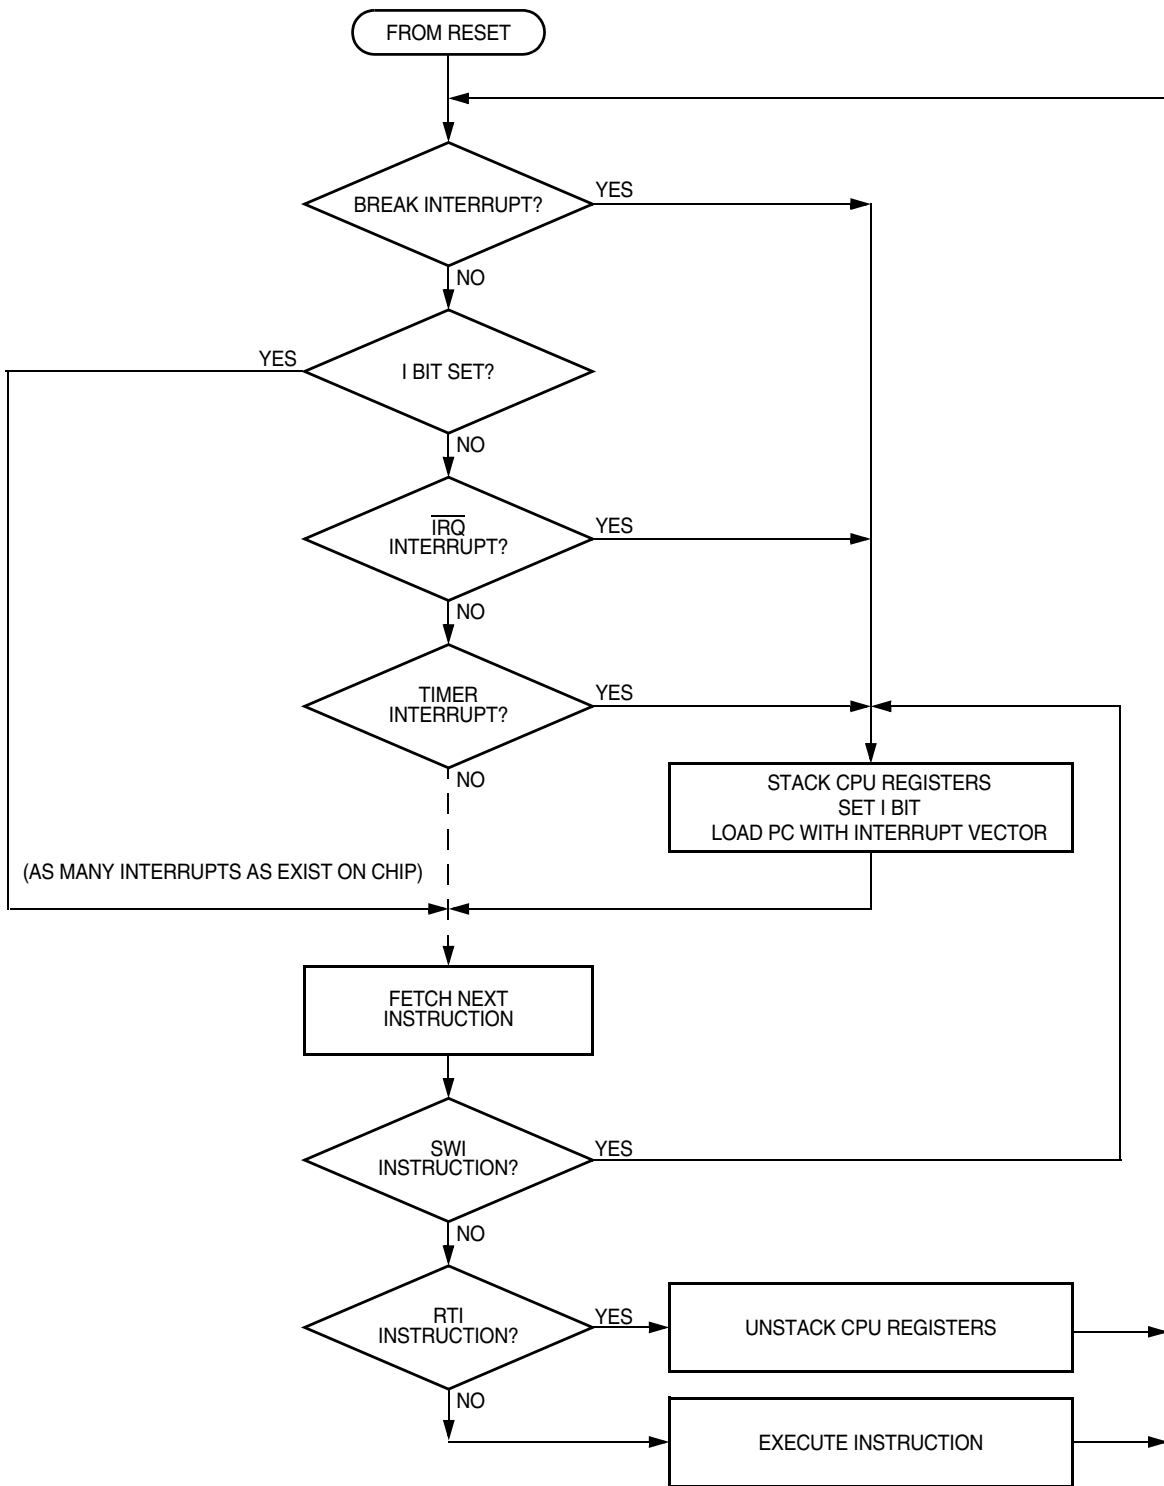 FROM RESET
BREAK INTERRUPT?
YES
NO
YES
I BIT SET?
NO
IRQ
INTERRUPT?
YES
NO
TIMER
INTERRUPT?
YES
NO
STACK CPU REGISTERS
SET I BIT
LOAD PC WITH INTERRUPT VECTOR
(AS MANY INTERRUPTS AS EXIST ON CHIP)
FETCH NEXT
INSTRUCTION
SWI
INSTRUCTION?
YES
NO
RTI
INSTRUCTION?
YES
UNSTACK CPU REGISTERS
NO
EXECUTE INSTRUCTION